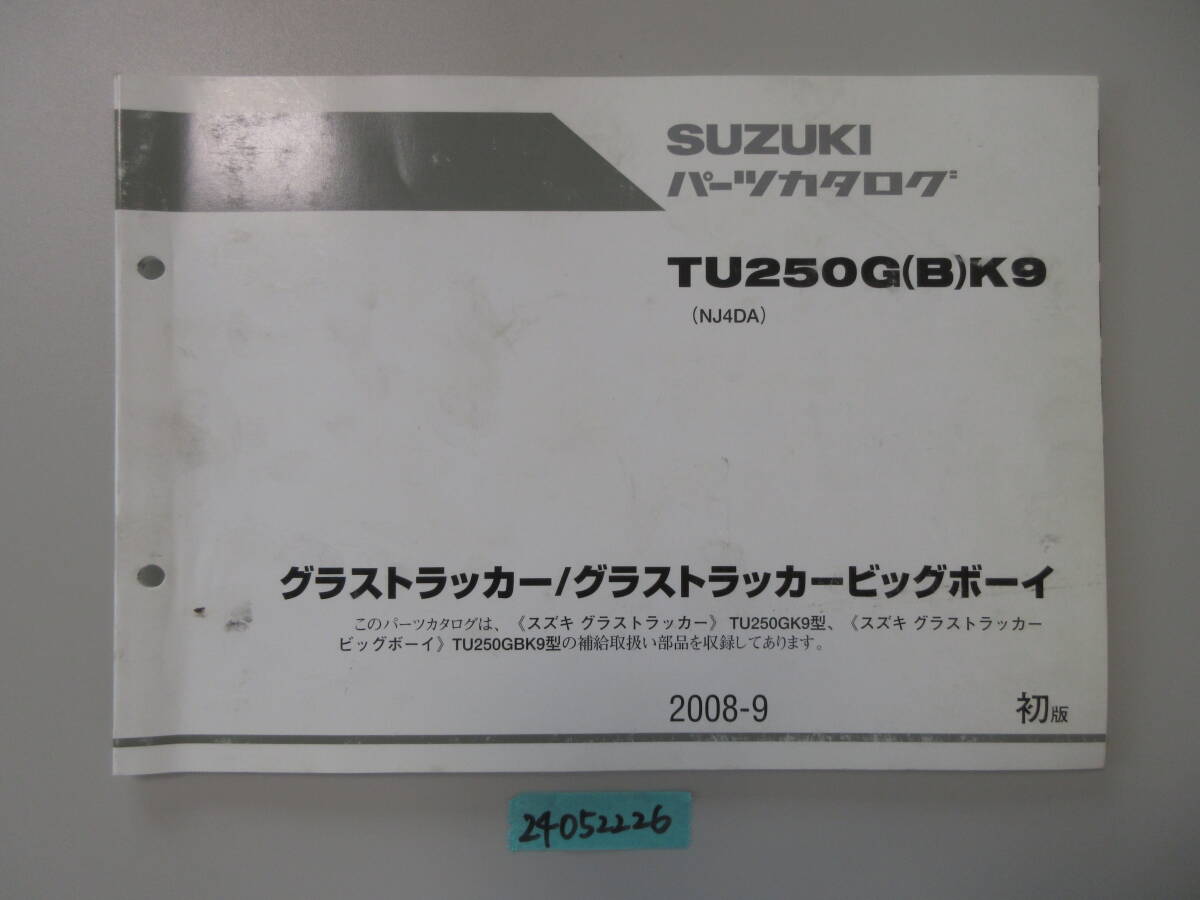 SUZUKI
パーツカタログ
TU250G(B)K9
(NJ4DA)
グラストラッカー/グラストラッカービッグボーイ
このパーツカタログは、《スズキ グラストラッカー》 TU250GK9型、《スズキ グラストラッカー
ビッグボーイ》TU250GBK9型の補給取扱い部品を収録してあります。
2008-9 初版
24052226